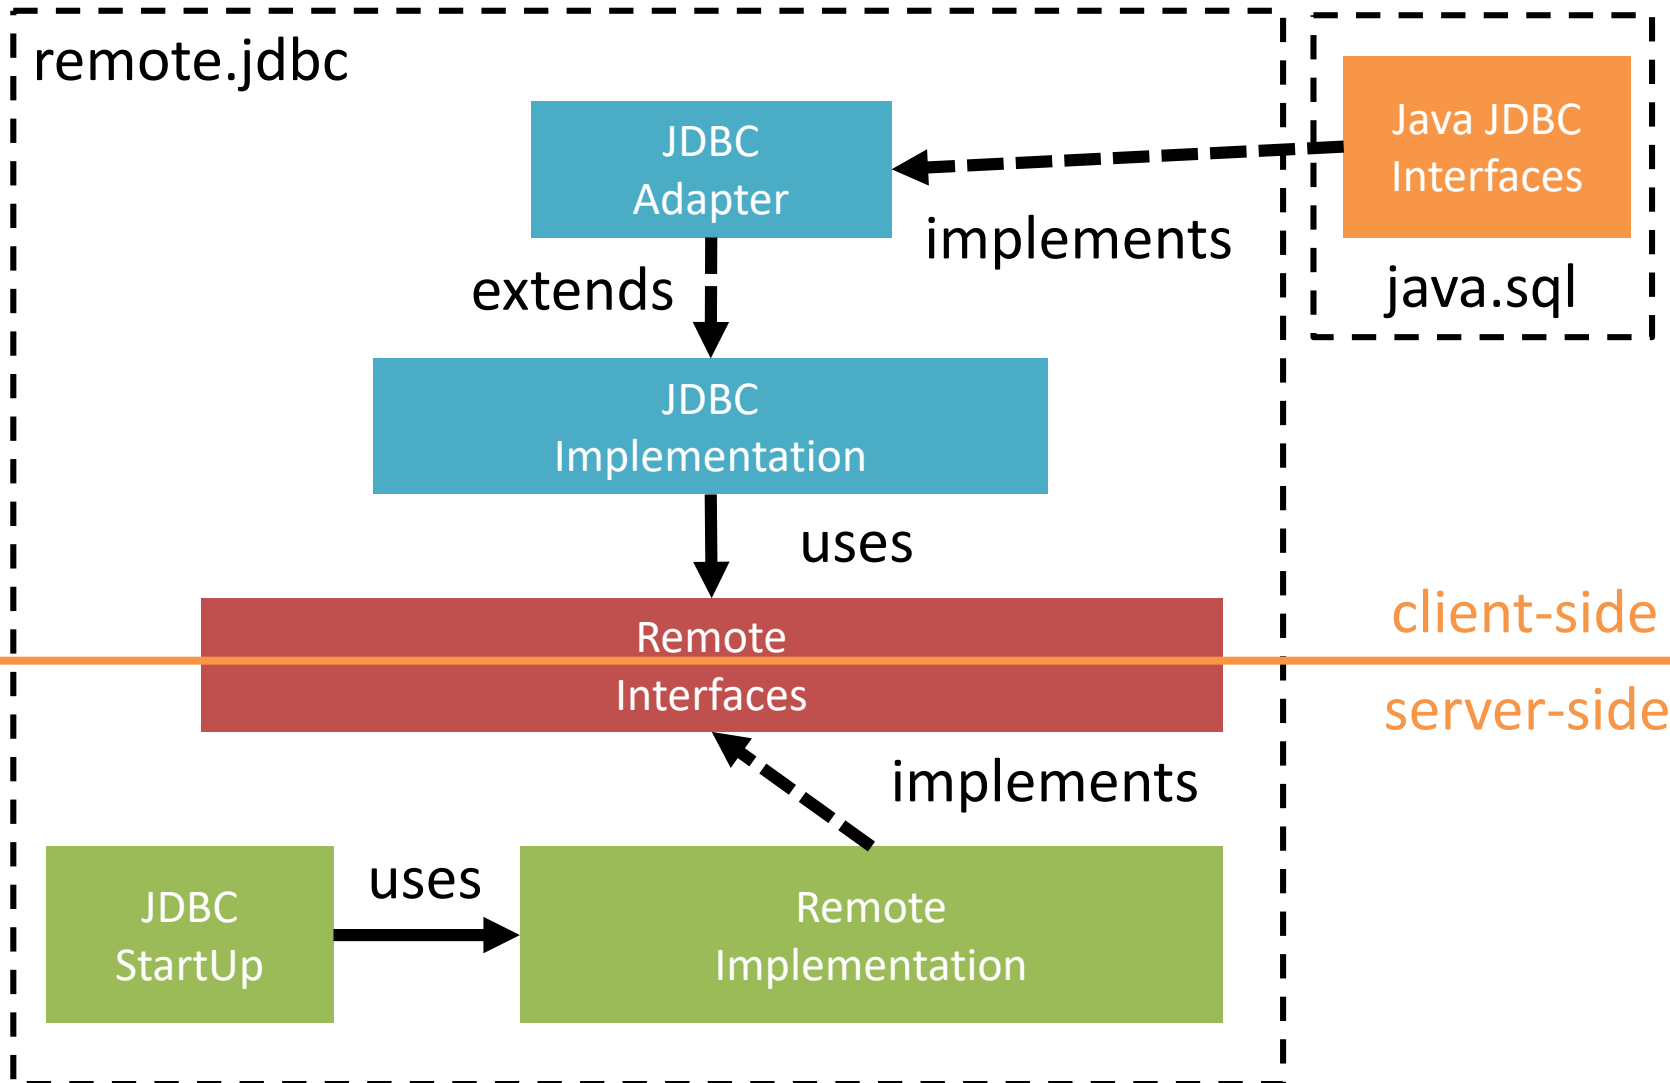 remote.jdbc
JDBC
Adapter
Java JDBC
Interfaces
implements
java.sql
extends
JDBC
Implementation
uses
client-side
Remote
Interfaces
server-side
implements
uses
JDBC
StartUp
Remote
Implementation